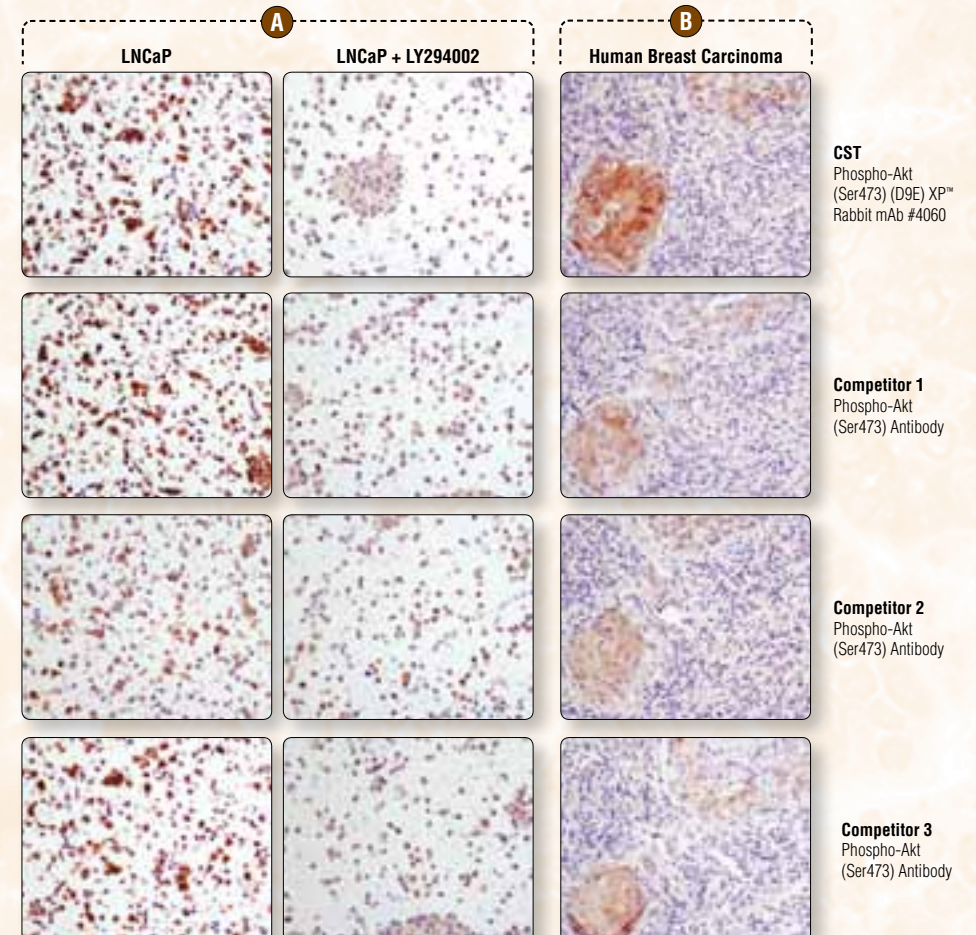 A
B
LNCaP
LNCaP + LY294002
Human Breast Carcinoma
CST
Phospho-Akt
(Ser473) (D9E) XP™
Rabbit mAb #4060
Competitor 1
Phospho-Akt
(Ser473) Antibody
Competitor 2
Phospho-Akt
(Ser473) Antibody
Competitor 3
Phospho-Akt
(Ser473) Antibody